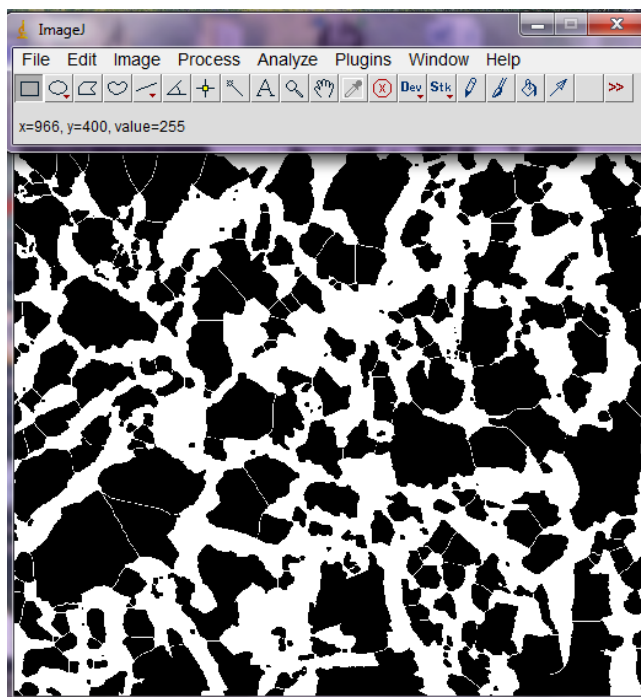 ImageJ
File Edit Image Process Analyze Plugins Window Help
A Dev Stk >>
x=966, y=400, value=255